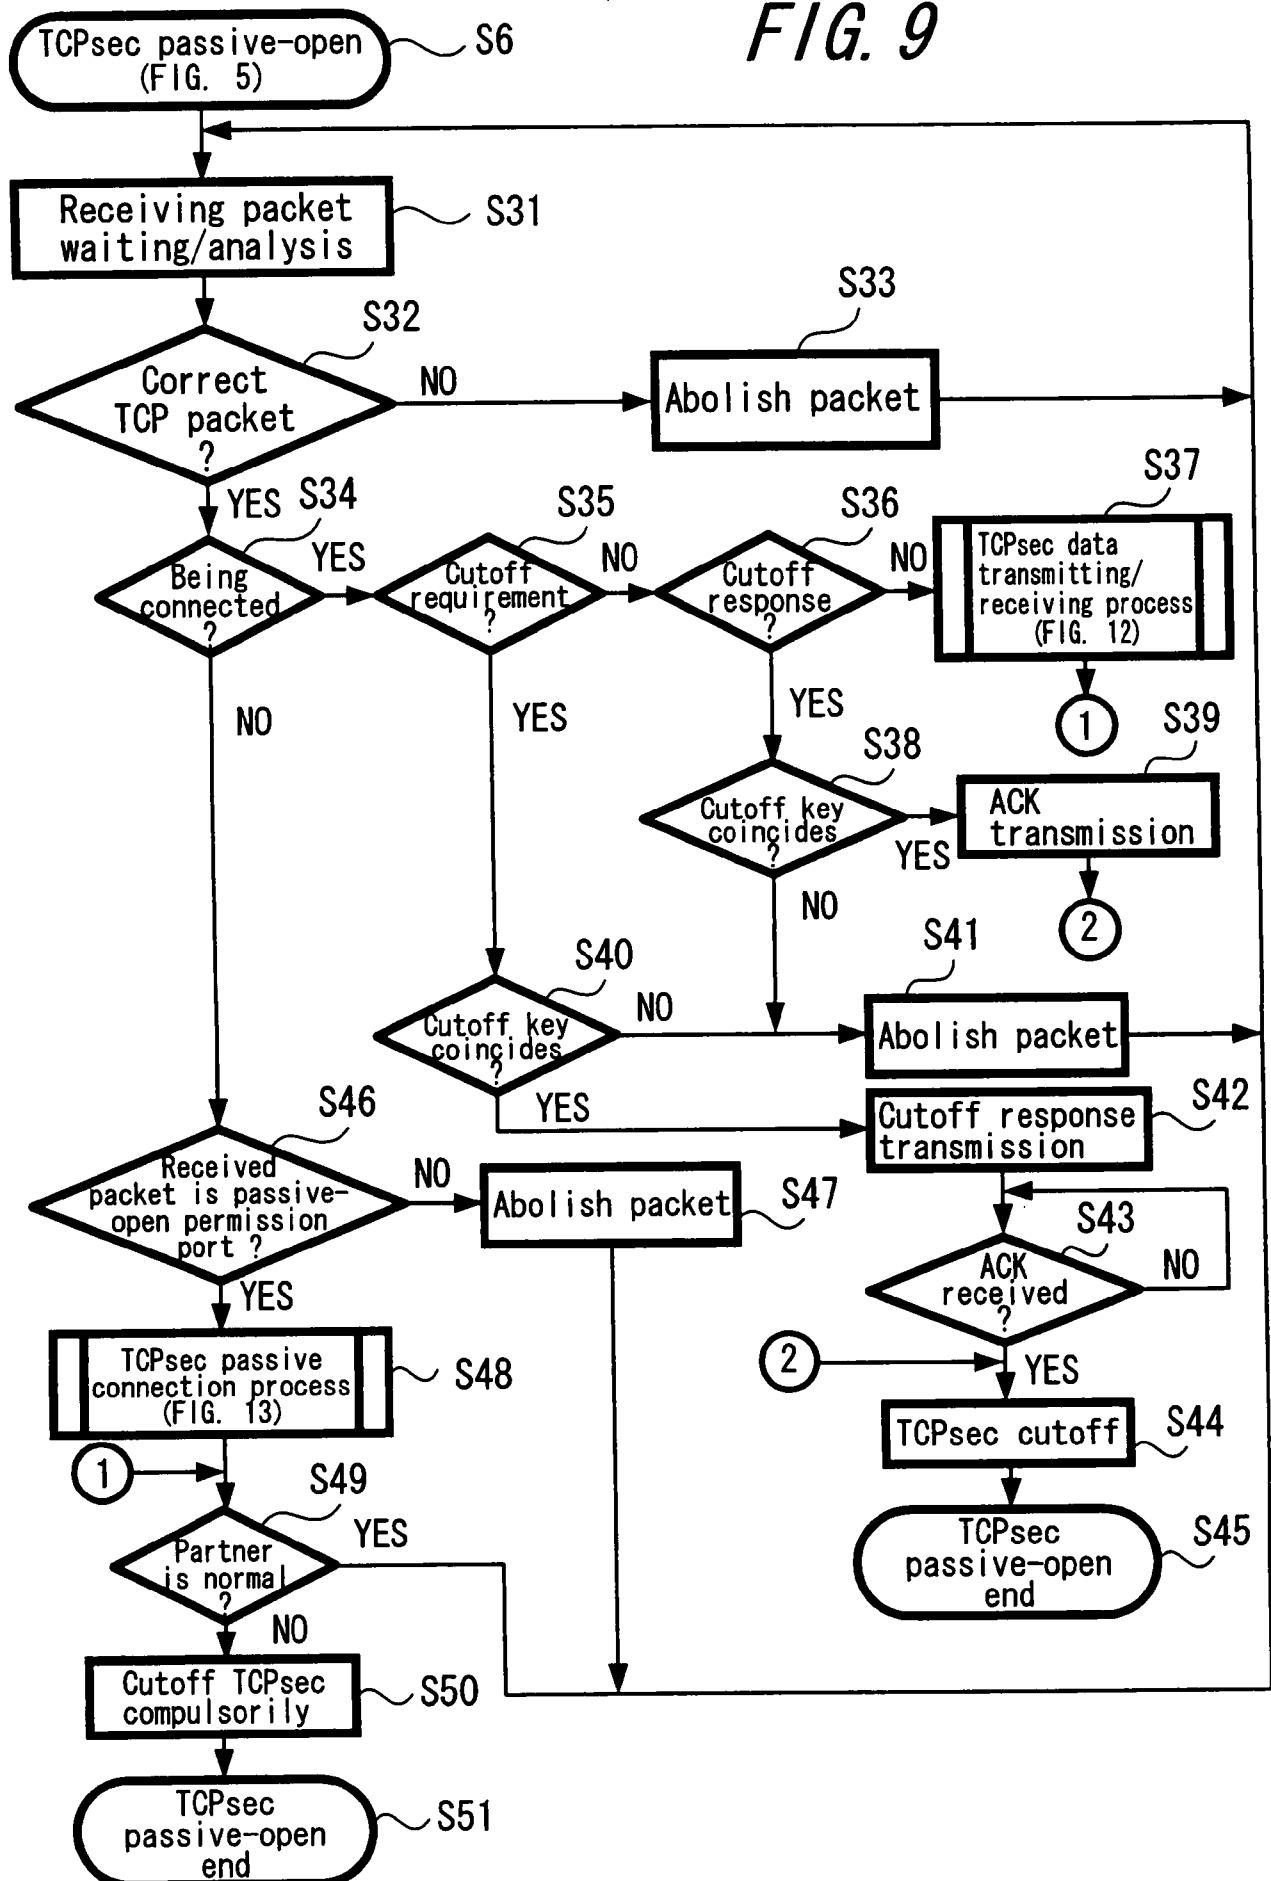 FIG. 9
TCPsec passive-open
(FIG. 5)
S6
Receiving packet
waiting/analysis
S31
S32
Correct
TCP packet
?
NO
YES
S33
Abolish packet
S34
Being
connected
?
YES
NO
S35
Cutoff
requirement
?
NO
YES
S36
Cutoff
response
?
NO
YES
S37
TCPsec data
transmitting/
receiving process
(FIG. 12)
1
S38
Cutoff key
coincides
?
YES
NO
S39
ACK
transmission
2
S40
Cutoff key
coincides
?
NO
YES
S41
Abolish packet
S42
Cutoff response
transmission
S43
ACK
received
?
NO
YES
2
TCPsec cutoff
S44
TCPsec
passive-open
end
S45
S46
Received
packet is passive-
open permission
port ?
NO
YES
Abolish packet
S47
TCPsec passive
connection process
(FIG. 13)
S48
1
S49
Partner
is normal
?
YES
NO
Cutoff TCPsec
compulsorily
S50
TCPsec
passive-open
end
S51